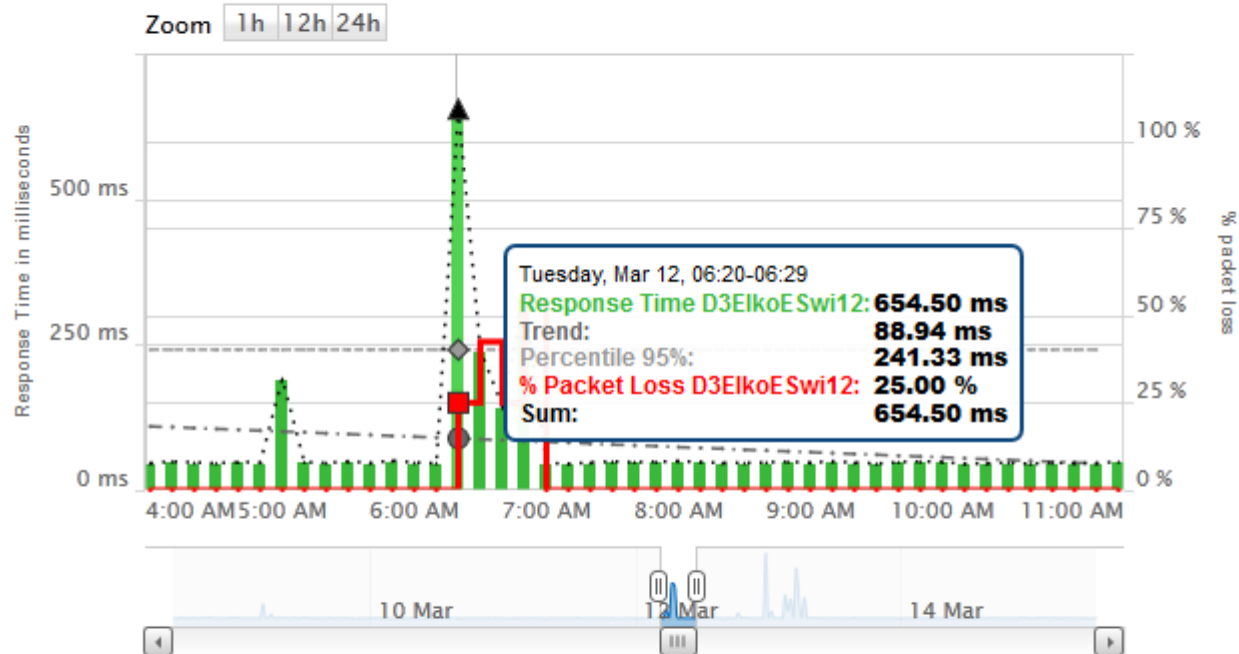 Zoom 1h 12h 24h
Response Time in milliseconds
500 ms
250 ms
0 ms
100 %
75 %
50 %
25 %
0 %
% packet loss
Tuesday, Mar 12, 06:20-06:29
Response Time D3ElkoESwi12: 654.50 ms
Trend: 88.94 ms
Percentile 95%: 241.33 ms
% Packet Loss D3ElkoESwi12: 25.00 %
Sum: 654.50 ms
4:00 AM 5:00 AM 6:00 AM 7:00 AM 8:00 AM 9:00 AM 10:00 AM 11:00 AM
10 Mar 12 Mar 14 Mar